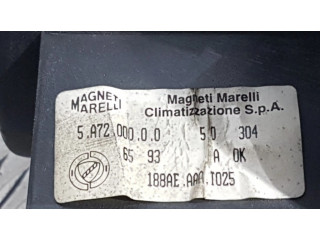 MAGNETI MARELLI
Magneti Marelli
Climatizzazione S.p.A.
5.A72.000.0.0 50 304
65 93 A OK
188AE.AAA.T025